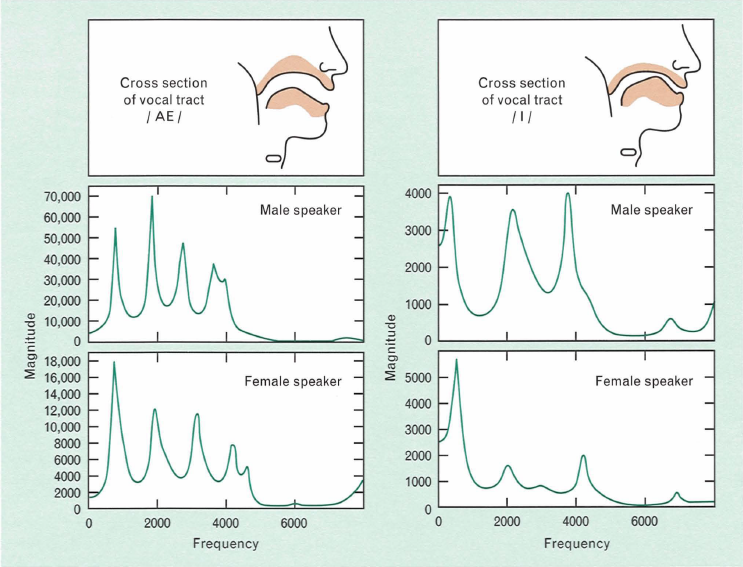 Cross section
of vocal tract
/ AE /
Cross section
of vocal tract
/ I /
Magnitude
70,000
60,000
50,000
40,000
30,000
20,000
10,000
0
Male speaker
18,000
16,000
14,000
12,000
10,000
8000
6000
4000
2000
0
Female speaker
0
2000
4000
6000
Frequency
Magnitude
4000
3000
2000
1000
0
Male speaker
5000
4000
3000
2000
1000
0
Female speaker
0
2000
4000
6000
Frequency